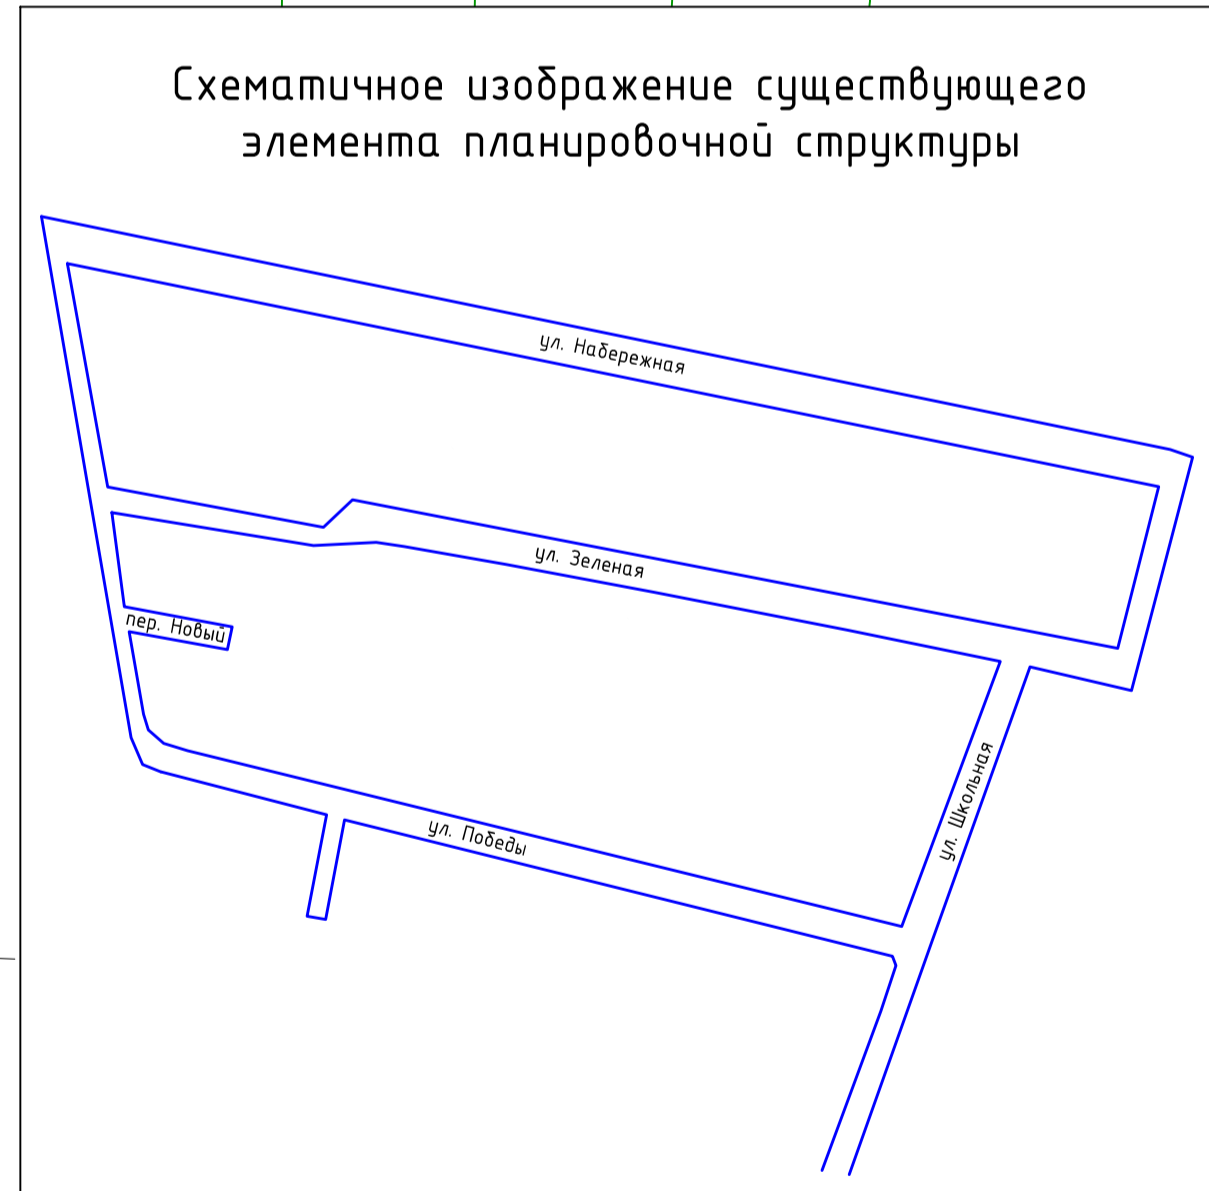 Схематичное изображение существующего
элемента планировочной структуры
ул. Набережная
ул. Зеленая
пер. Новый
ул. Школьная
ул. Победы